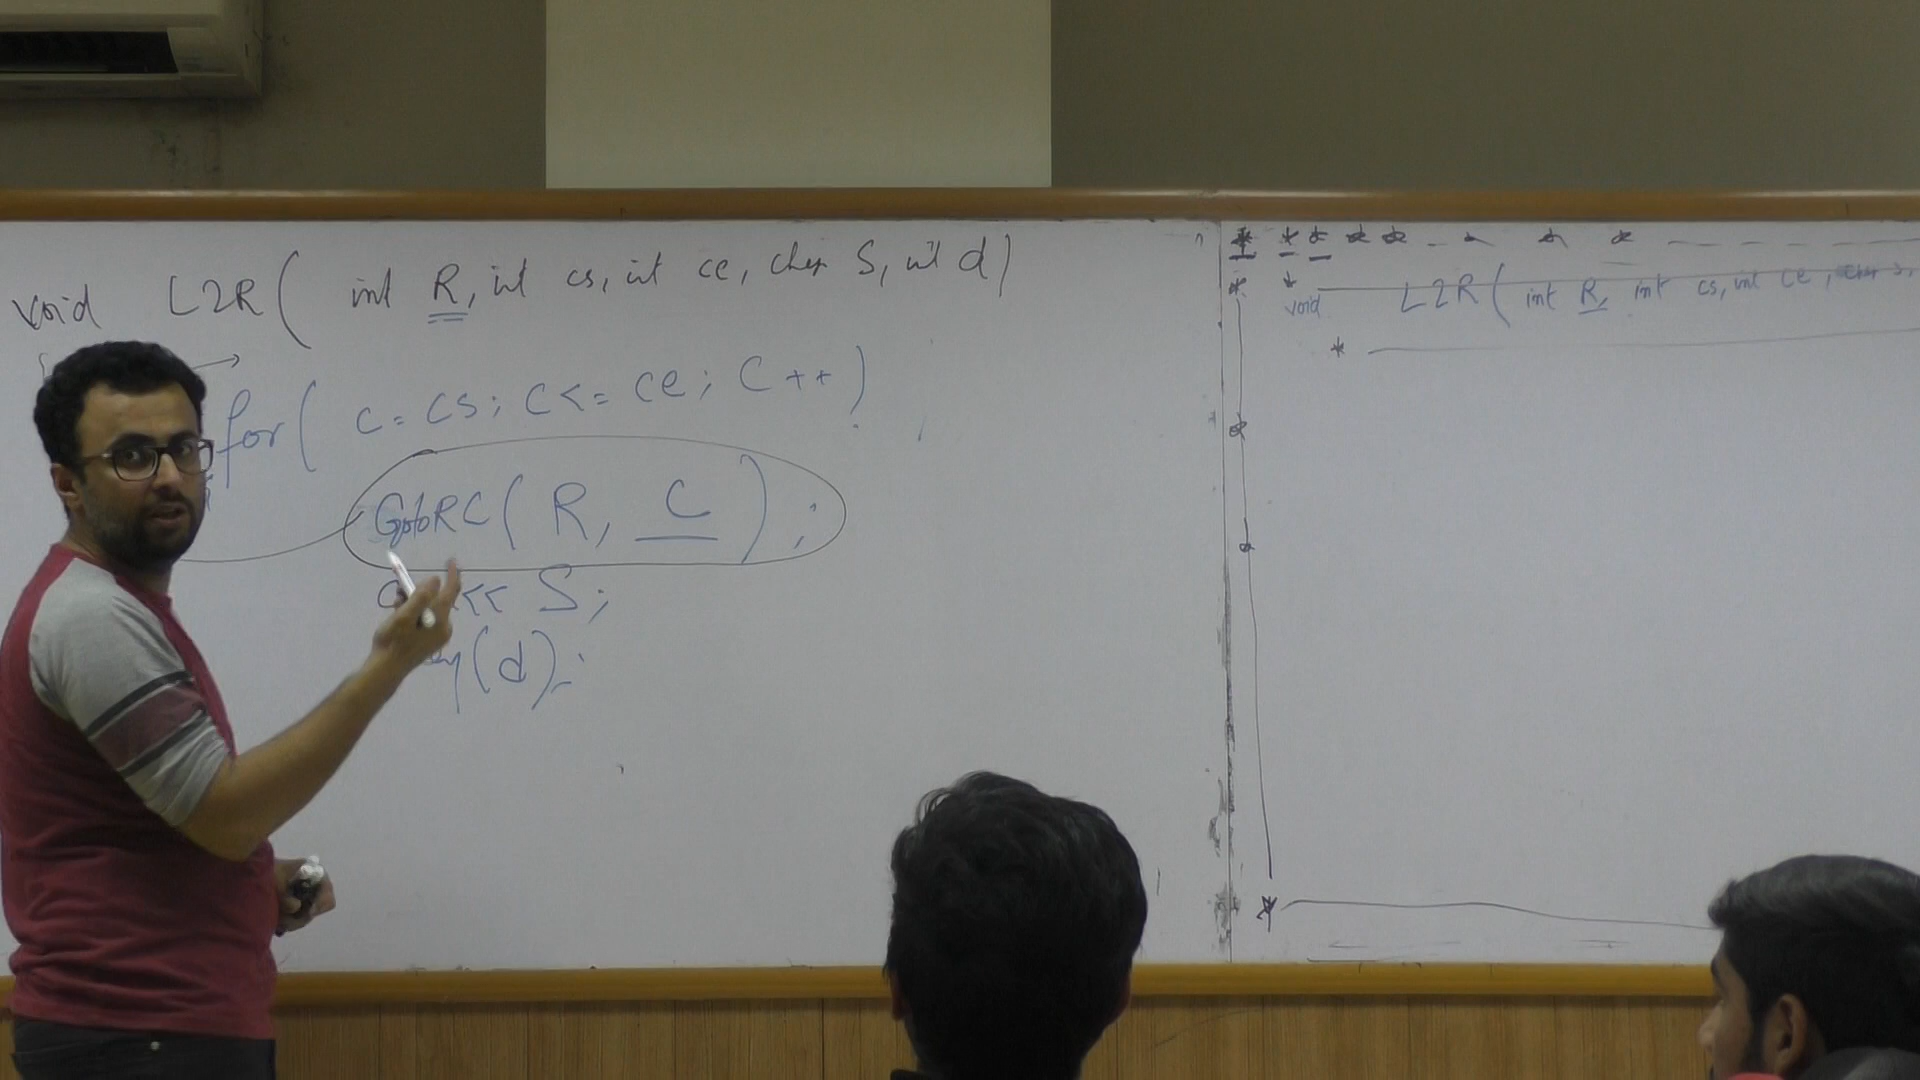 void L2R( int R, int cs, int ce, char S, int d)
for( C=CS; C<=CE; C++)
GotoRC( R, C );
<< S;
(d);
* * * * * - * * *
*
void L2R( int R, int cs, int ce,
*
*